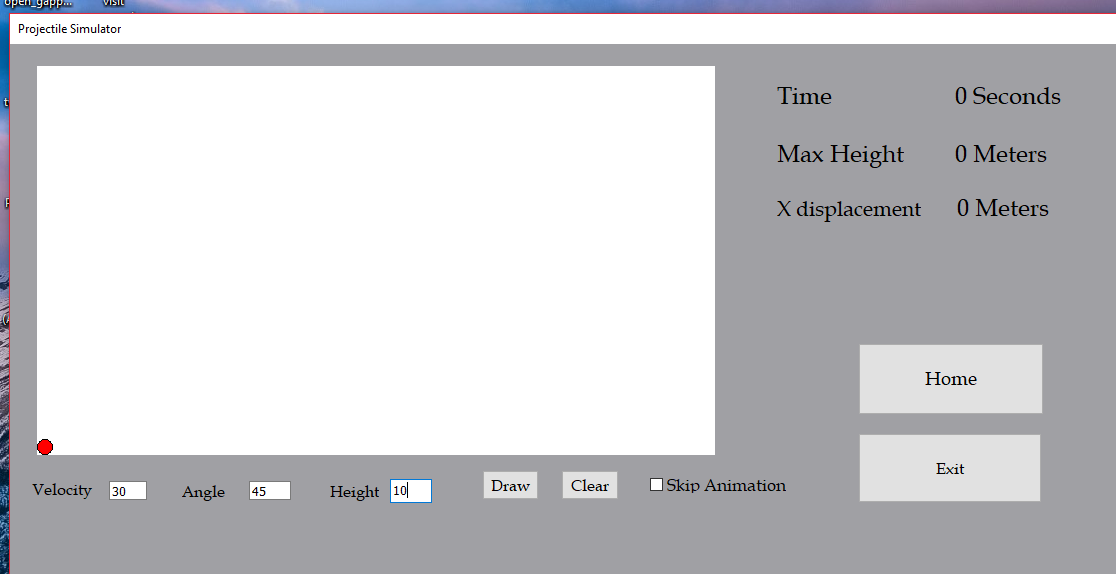 open_gapp... visit
Projectile Simulator
Time 0 Seconds
Max Height 0 Meters
X displacement 0 Meters
Home
Exit
Velocity 30 Angle 45 Height 10 Draw Clear Skip Animation